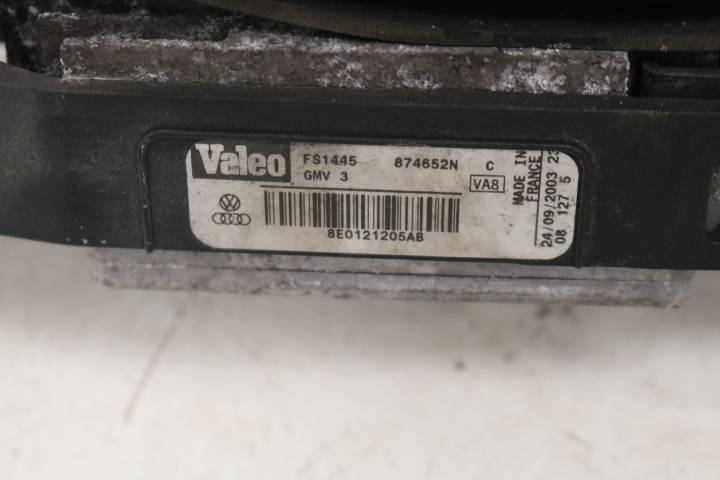 Valeo FS1445 874652N C
GMV 3 VA8
8E0121205AB
MADE IN
FRANCE
24/09/2003 23
08 127 5